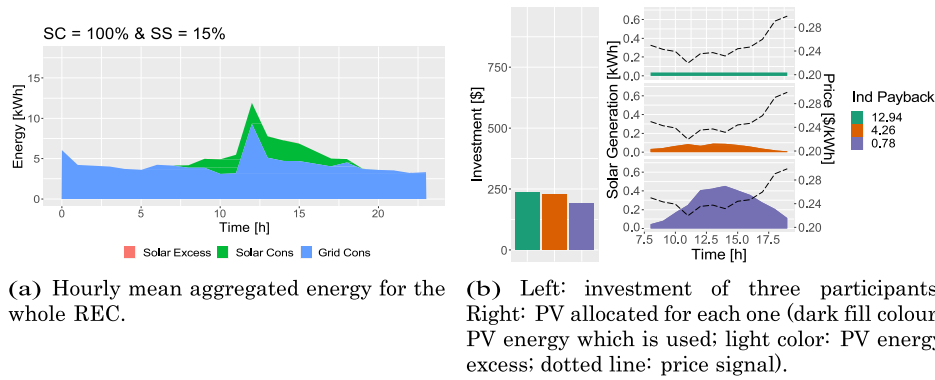 SC = 100% & SS = 15%
Energy [kWh]
15
10
5
0
0 5 10 15 20
Time [h]
Solar Excess Solar Cons Grid Cons
(a) Hourly mean aggregated energy for the
whole REC.
Investment [$]
750
500
250
0
Solar Generation [kWh]
0.6
0.4
0.2
0.0
0.28
0.24
0.20
0.6
0.4
0.2
0.0
0.28
0.24
0.20
0.6
0.4
0.2
0.0
0.28
0.24
0.20
Price [$/kWh]
7.5 10.0 12.5 15.0 17.5
Time [h]
Ind Payback
12,94
4,26
0,78
(b) Left: investment of three participants
Right: PV allocated for each one (dark fill colour
PV energy which is used; light color: PV energy
excess; dotted line: price signal).